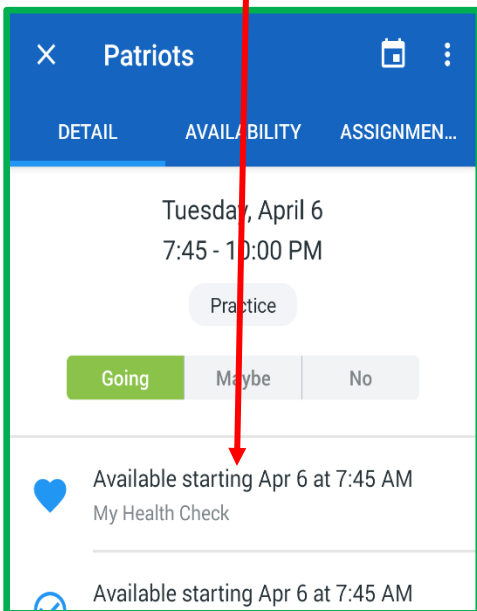 Patriots
DETAIL AVAILABILITY ASSIGNMEN...
Tuesday, April 6
7:45 - 10:00 PM
Practice
Going Maybe No
Available starting Apr 6 at 7:45 AM
My Health Check
Available starting Apr 6 at 7:45 AM